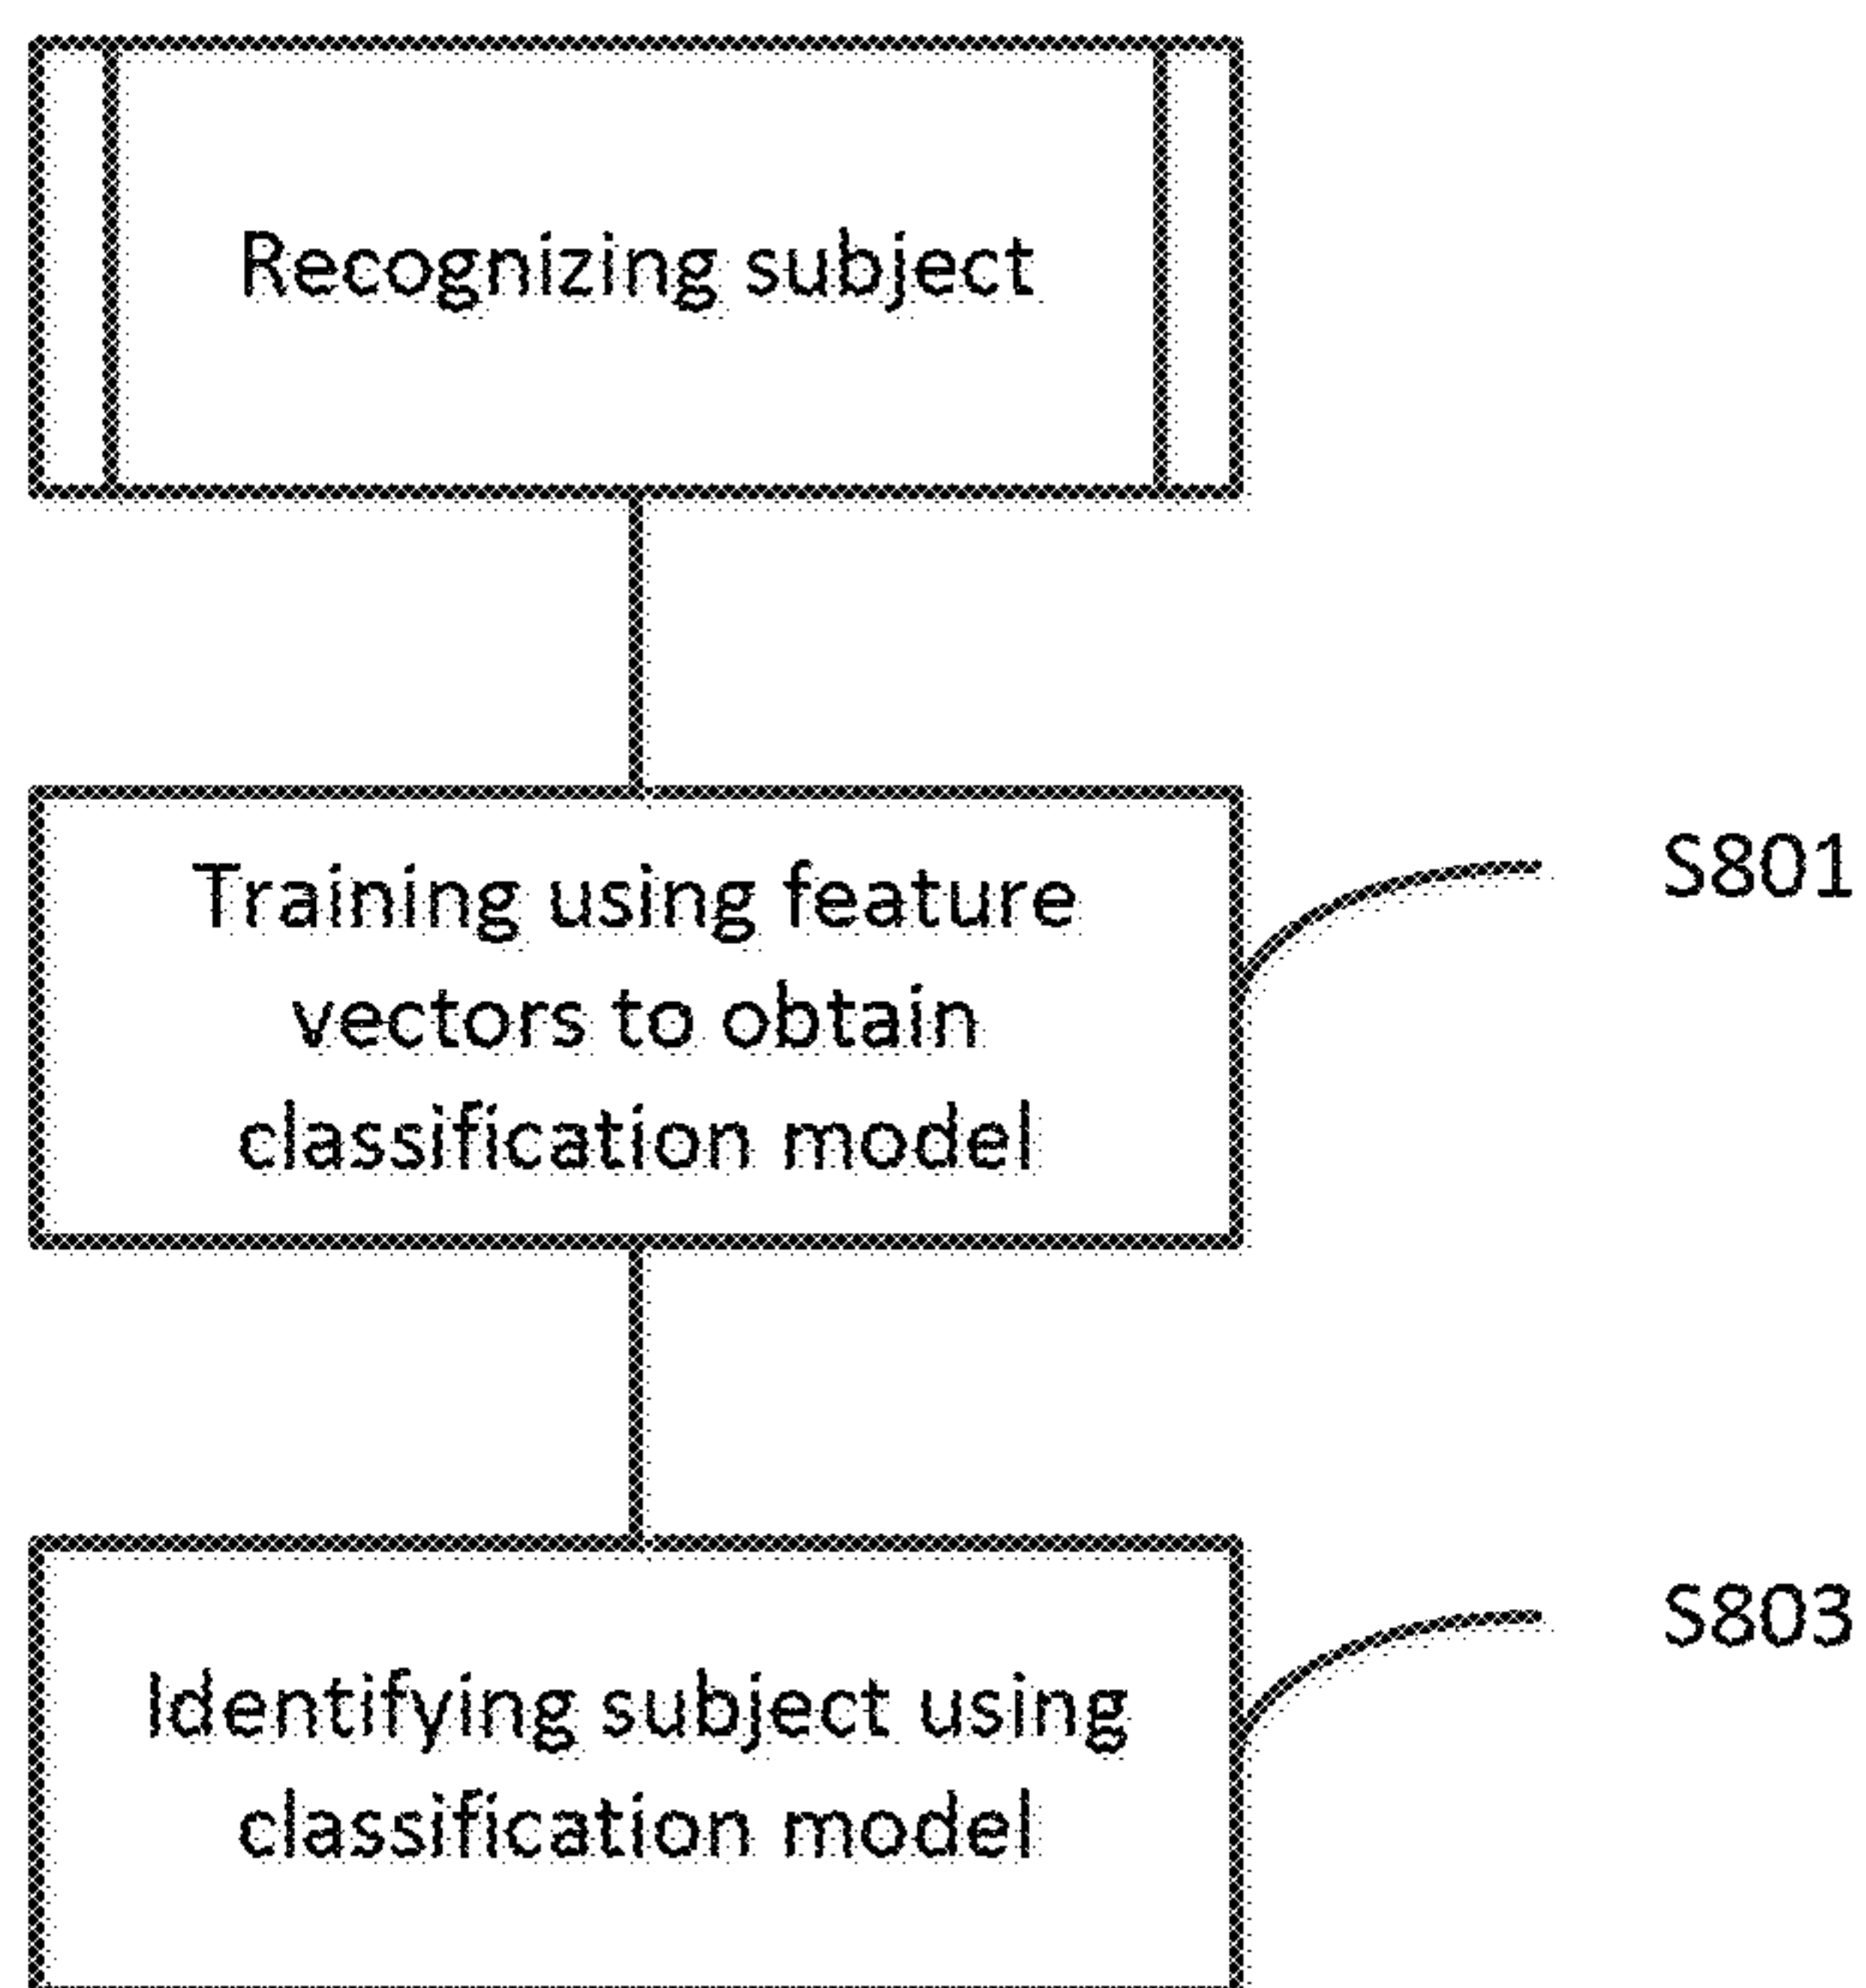 Recognizing subject
Training using feature
vectors to obtain
classification model
S801
Identifying subject using
classification model
S803